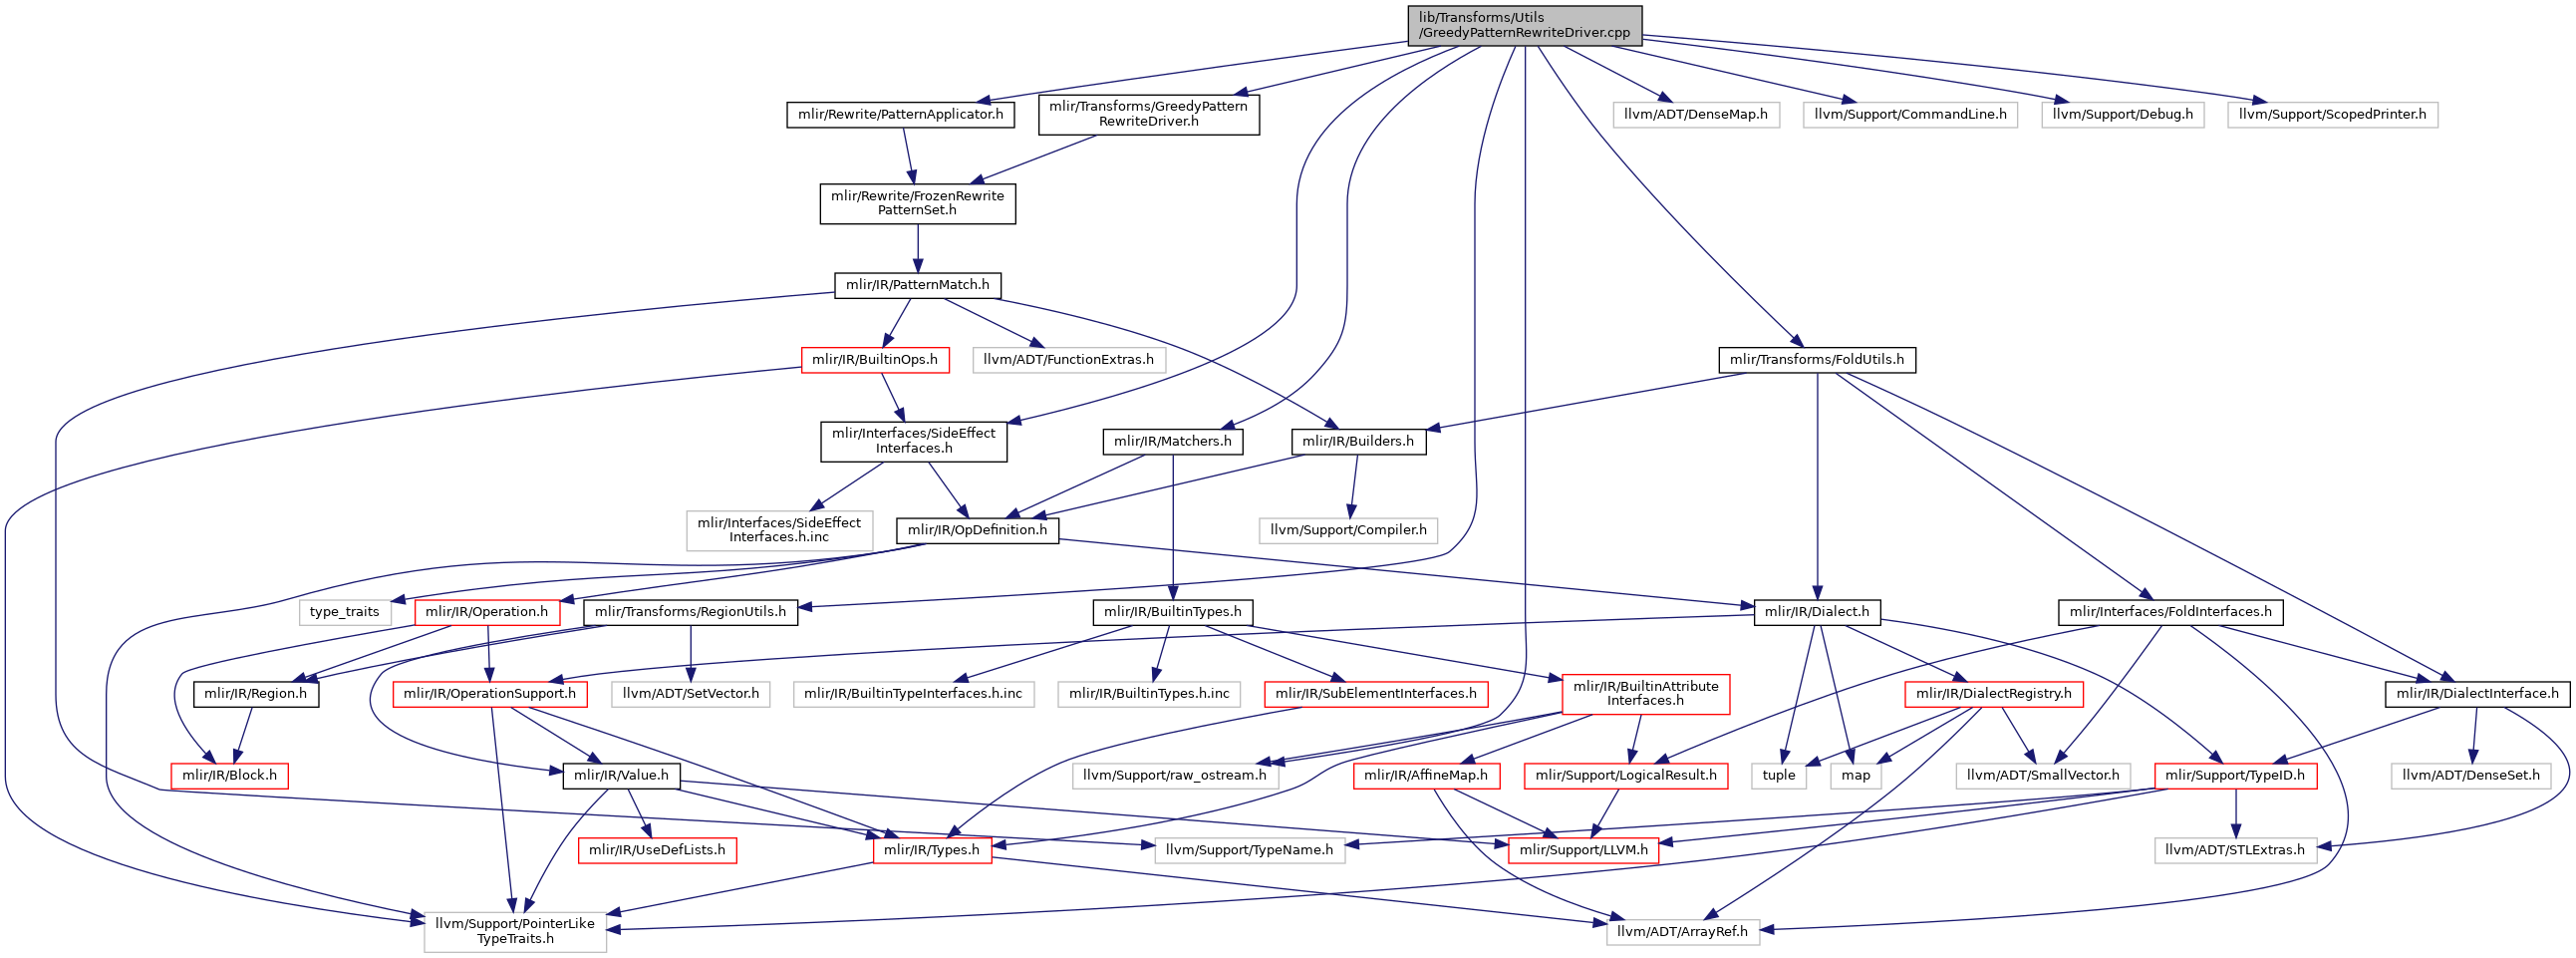 lib/Transforms/Utils
/GreedyPatternRewriteDriver.cpp
mlir/Rewrite/PatternApplicator.h
mlir/Transforms/GreedyPattern
RewriteDriver.h
llvm/ADT/DenseMap.h
llvm/Support/CommandLine.h
llvm/Support/Debug.h
llvm/Support/ScopedPrinter.h
mlir/Rewrite/FrozenRewrite
PatternSet.h
mlir/IR/PatternMatch.h
mlir/IR/BuiltinOps.h
llvm/ADT/FunctionExtras.h
mlir/Transforms/FoldUtils.h
mlir/Interfaces/SideEffect
Interfaces.h
mlir/IR/Matchers.h
mlir/IR/Builders.h
mlir/Interfaces/SideEffect
Interfaces.h.inc
mlir/IR/OpDefinition.h
llvm/Support/Compiler.h
type_traits
mlir/IR/Operation.h
mlir/Transforms/RegionUtils.h
mlir/IR/BuiltinTypes.h
mlir/IR/Dialect.h
mlir/Interfaces/FoldInterfaces.h
mlir/IR/Region.h
mlir/IR/OperationSupport.h
llvm/ADT/SetVector.h
mlir/IR/BuiltinTypeInterfaces.h.inc
mlir/IR/BuiltinTypes.h.inc
mlir/IR/SubElementInterfaces.h
mlir/IR/BuiltinAttribute
Interfaces.h
mlir/IR/DialectRegistry.h
mlir/IR/DialectInterface.h
mlir/IR/Block.h
mlir/IR/Value.h
llvm/Support/raw_ostream.h
mlir/IR/AffineMap.h
mlir/Support/LogicalResult.h
tuple
map
llvm/ADT/SmallVector.h
mlir/Support/TypeID.h
llvm/ADT/DenseSet.h
mlir/IR/UseDefLists.h
mlir/IR/Types.h
llvm/Support/TypeName.h
mlir/Support/LLVM.h
llvm/ADT/STLExtras.h
llvm/Support/PointerLike
TypeTraits.h
llvm/ADT/ArrayRef.h